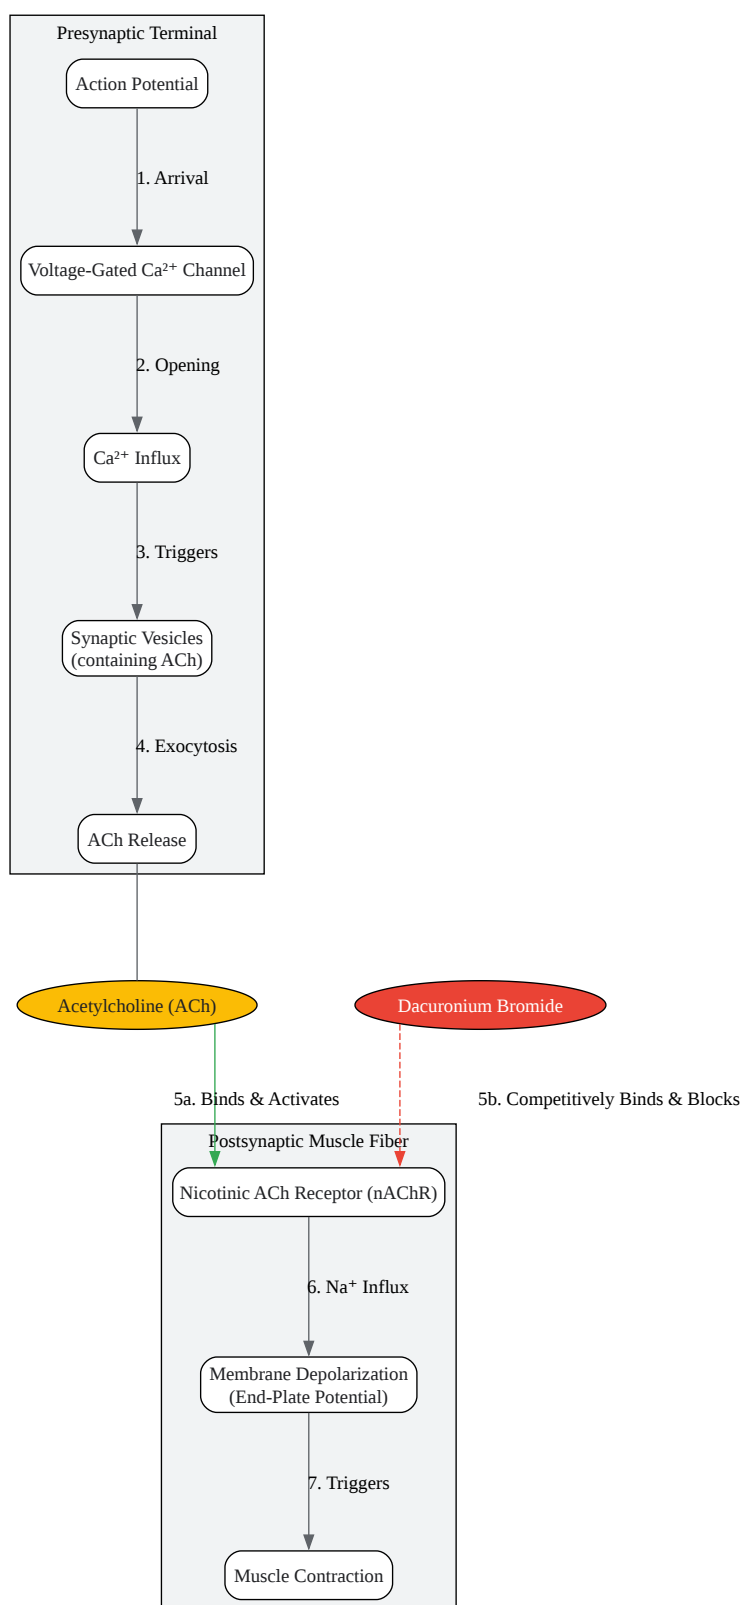 Presynaptic Terminal
Action Potential
1. Arrival
Voltage-Gated Ca²⁺ Channel
2. Opening
Ca²⁺ Influx
3. Triggers
Synaptic Vesicles
(containing ACh)
4. Exocytosis
ACh Release
Acetylcholine (ACh)
Dacuronium Bromide
5a. Binds & Activates
5b. Competitively Binds & Blocks
Postsynaptic Muscle Fiber
Nicotinic ACh Receptor (nAChR)
6. Na⁺ Influx
Membrane Depolarization
(End-Plate Potential)
7. Triggers
Muscle Contraction